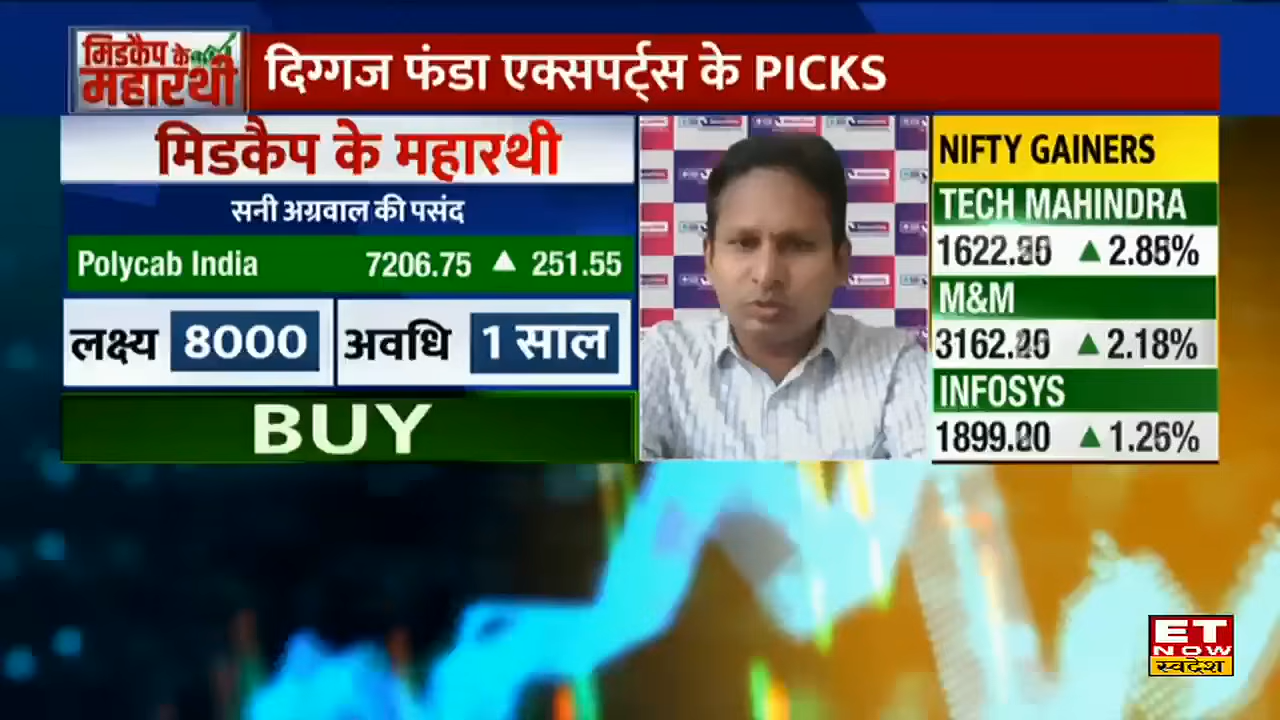 मिडकैप के
महारथी
दिग्गज फंडा एक्सपर्ट्स के PICKS
मिडकैप के महारथी
सनी अग्रवाल की पसंद
Polycab India 7206.75 ▲ 251.55
लक्ष्य 8000 अवधि 1 साल
BUY
NIFTY GAINERS
TECH MAHINDRA
▲ 2.85%
M&M
▲ 2.18%
INFOSYS
▲ 1.26%
ET
NOW
स्वदेश